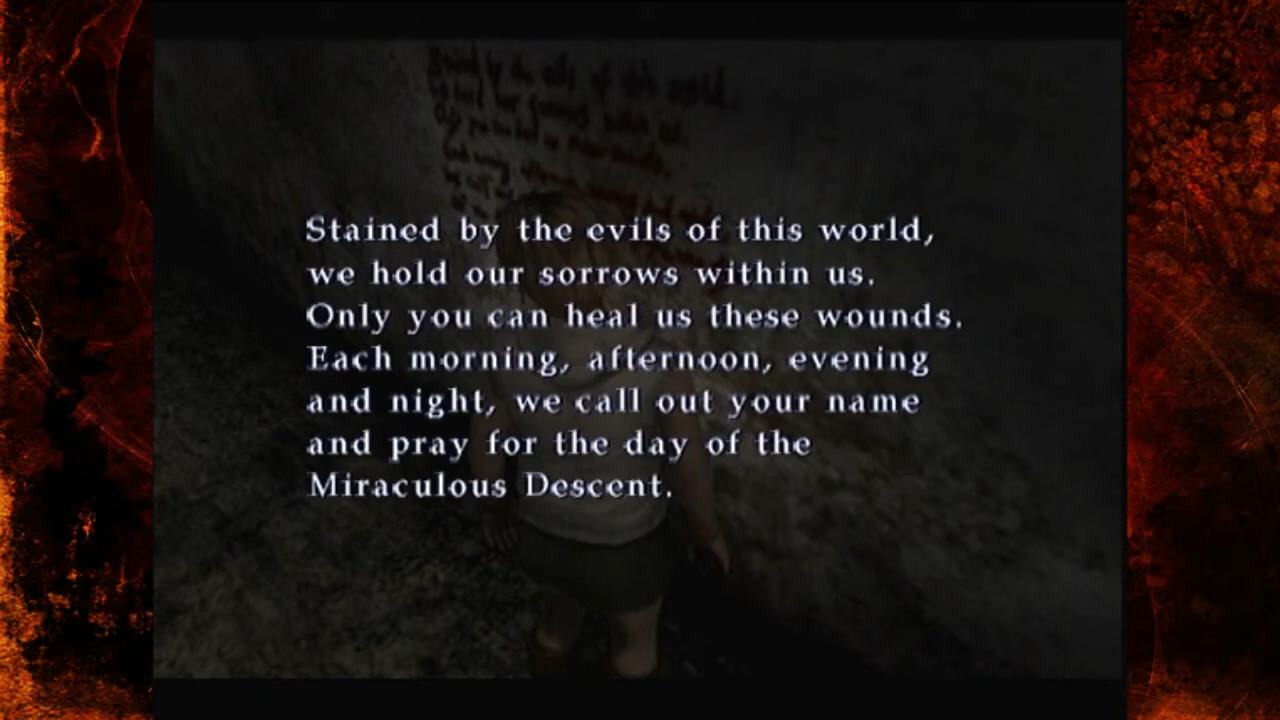 Stained by the evils of this world,
we hold our sorrows within us.
Only you can heal us these wounds.
Each morning, afternoon, evening
and night, we call out your name
and pray for the day of the
Miraculous Descent.